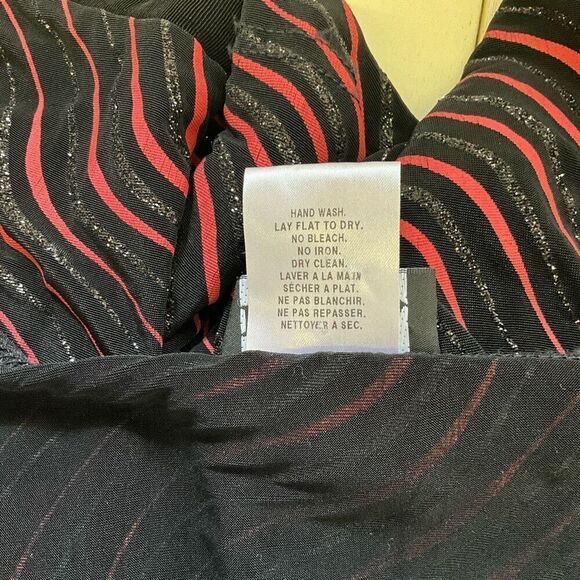 HAND WASH.
LAY FLAT TO DRY.
NO BLEACH.
NO IRON.
DRY CLEAN.
LAVER A LA MAIN
SÉCHER A PLAT.
NE PAS BLANCHIR.
NE PAS REPASSER.
NETTOYER A SEC.